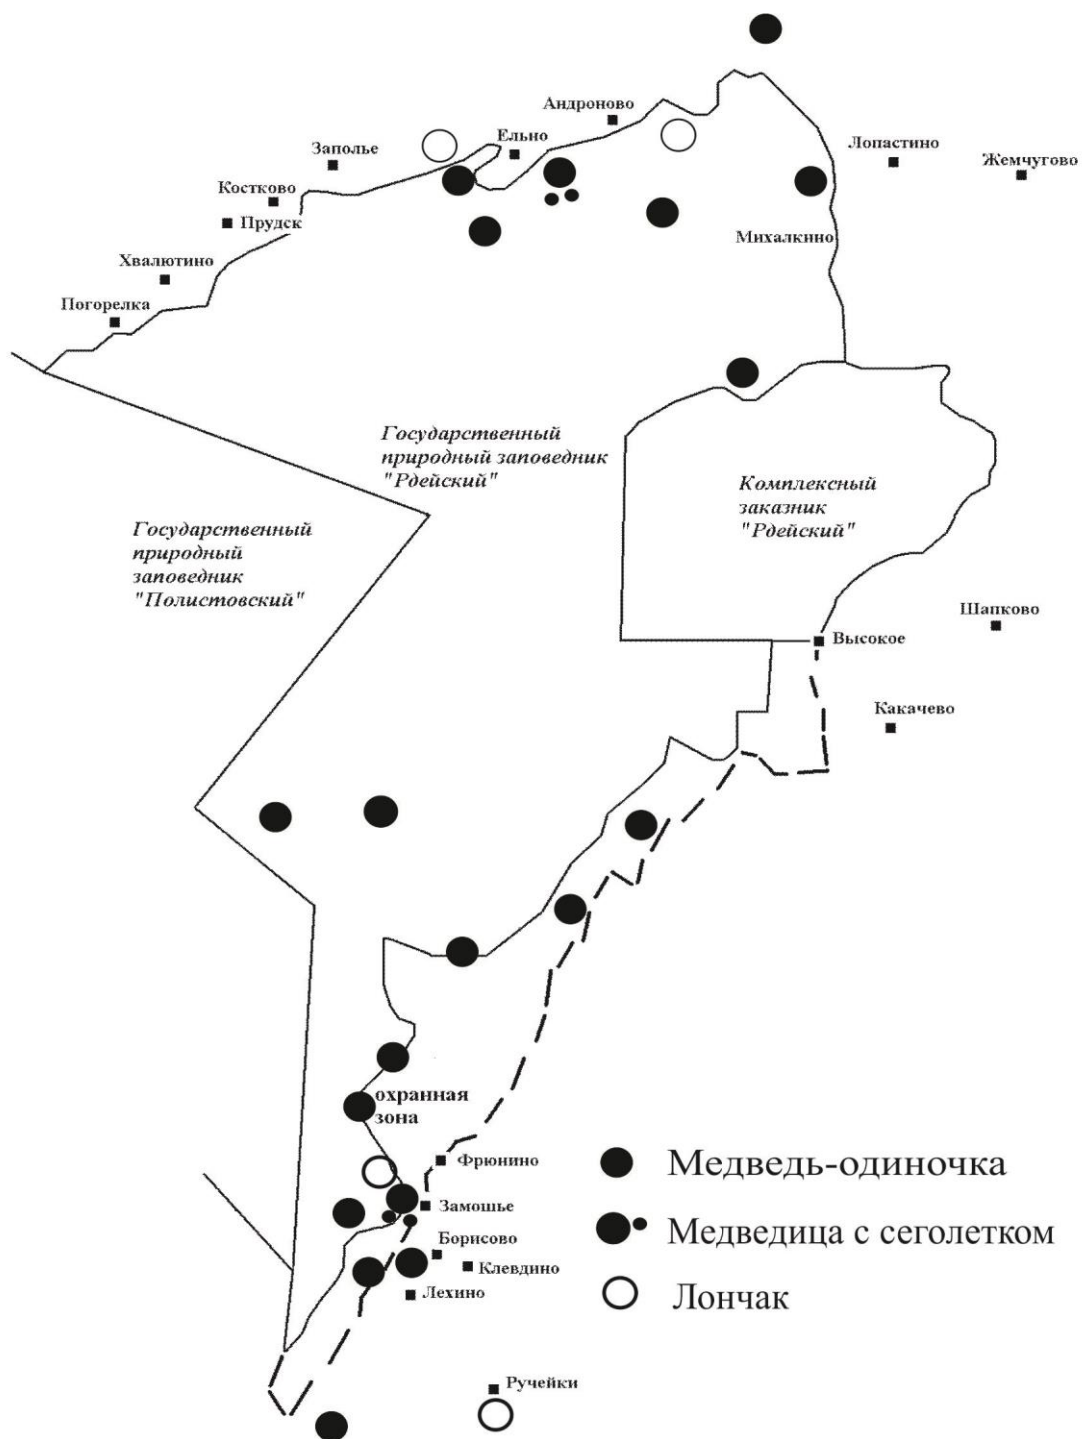 Андроново
Ельно
Заполье
Лопастино
Жемчугово
Костково
Прудск
Михалкино
Хвалютино
Погорелка
Государственный
природный заповедник
"Рдейский"
Комплексный
заказник
"Рдейский"
Государственный
природный
заповедник
"Полистовский"
Шапково
Высокое
Какачево
охранная
зона
Фрюнино
Замошье
Борисово
Клевдино
Лехино
Ручейки
Медведь-одиночка
Медведица с сеголетком
Лончак